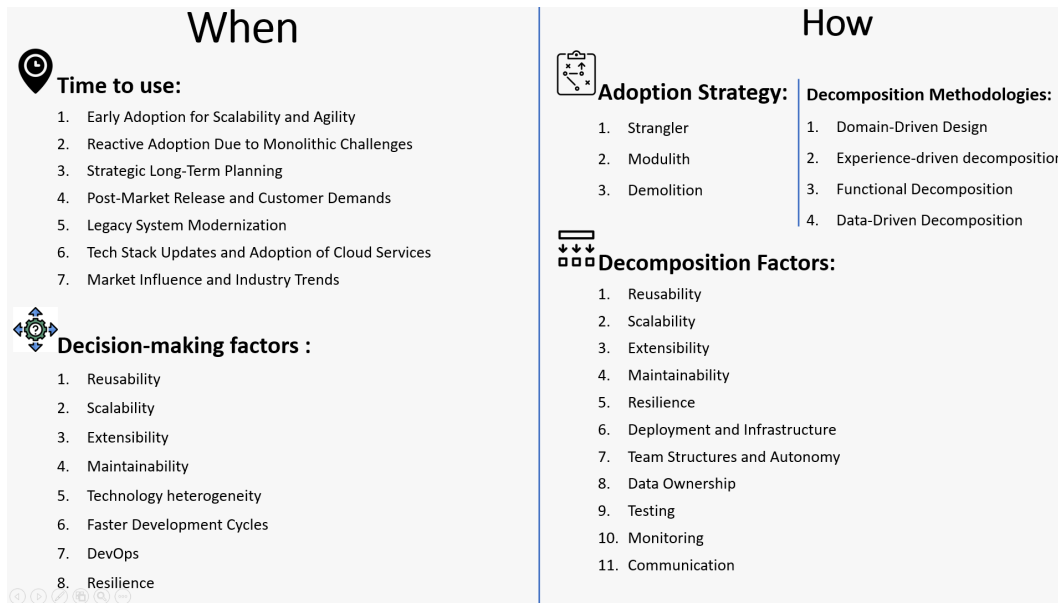 When
Time to use:
1. Early Adoption for Scalability and Agility
2. Reactive Adoption Due to Monolithic Challenges
3. Strategic Long-Term Planning
4. Post-Market Release and Customer Demands
5. Legacy System Modernization
6. Tech Stack Updates and Adoption of Cloud Services
7. Market Influence and Industry Trends
?
Decision-making factors :
1. Reusability
2. Scalability
3. Extensibility
4. Maintainability
5. Technology heterogeneity
6. Faster Development Cycles
7. DevOps
8. Resilience
How
Adoption Strategy:
1. Strangler
2. Modulith
3. Demolition
Decomposition Methodologies:
1. Domain-Driven Design
2. Experience-driven decomposition
3. Functional Decomposition
4. Data-Driven Decomposition
Decomposition Factors:
1. Reusability
2. Scalability
3. Extensibility
4. Maintainability
5. Resilience
6. Deployment and Infrastructure
7. Team Structures and Autonomy
8. Data Ownership
9. Testing
10. Monitoring
11. Communication